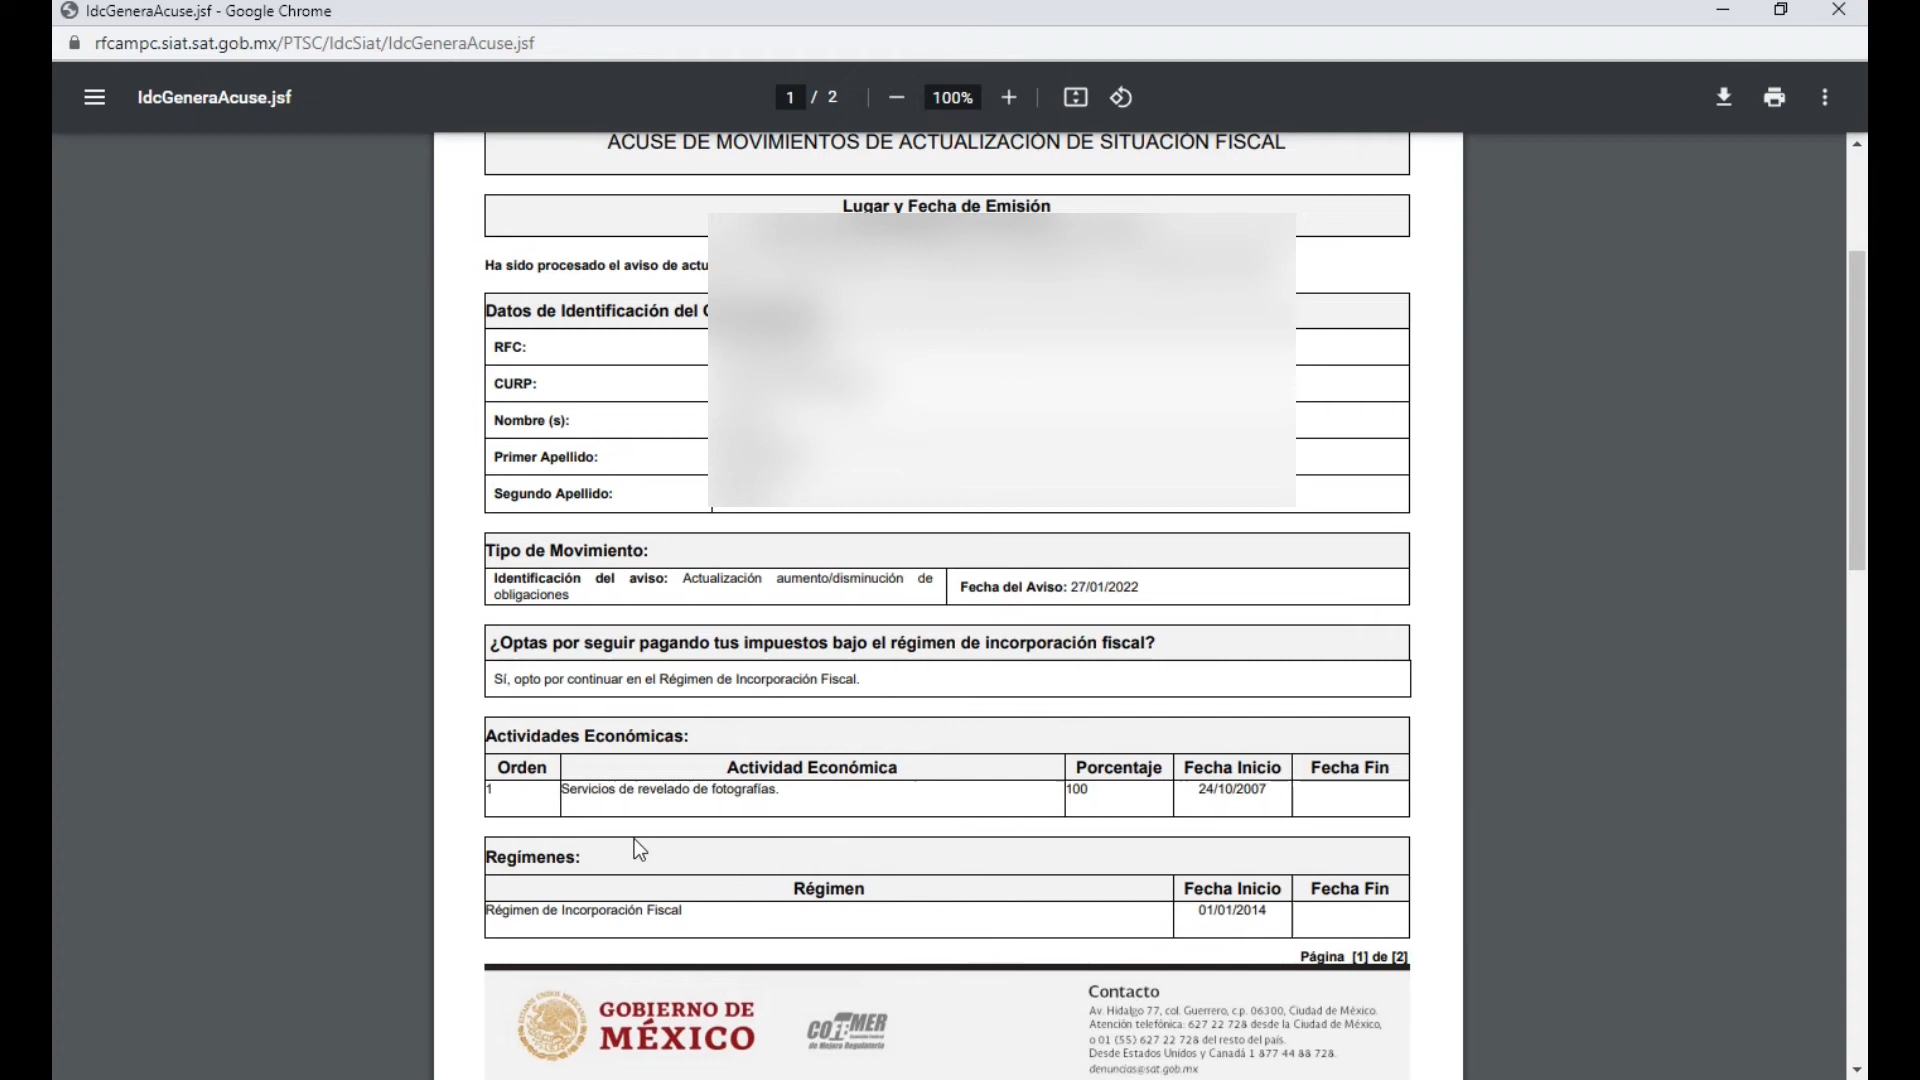 IdcGeneraAcuse.jsf - Google Chrome
rfcampc.siat.sat.gob.mx/PTSC/IdcSiat/IdcGeneraAcuse.jsf
IdcGeneraAcuse.jsf
1 / 2
100%
ACUSE DE MOVIMIENTOS DE ACTUALIZACIÓN DE SITUACIÓN FISCAL
Lugar y Fecha de Emisión
Ha sido procesado el aviso de actu
Datos de Identificación del
RFC:
CURP:
Nombre (s):
Primer Apellido:
Segundo Apellido:
Tipo de Movimiento:
Identificación del aviso: Actualización aumento/disminución de
obligaciones
Fecha del Aviso: 27/01/2022
¿Optas por seguir pagando tus impuestos bajo el régimen de incorporación fiscal?
Sí, opto por continuar en el Régimen de Incorporación Fiscal.
Actividades Económicas:
Orden Actividad Económica Porcentaje Fecha Inicio Fecha Fin
1 Servicios de revelado de fotografías. 100 24/10/2007
Regímenes:
Régimen Fecha Inicio Fecha Fin
Régimen de Incorporación Fiscal 01/01/2014
Página [1] de [2]
GOBIERNO DE
MÉXICO
de Mejora Regulatoria
Contacto
Av. Hidalgo 77, col. Guerrero, c.p. 06300, Ciudad de México.
Atención telefónica: 627 22 728 desde la Ciudad de México,
o 01 (55) 627 22 728 del resto del país.
Desde Estados Unidos y Canadá 1 877 44 88 728.
denuncias@sat.gob.mx